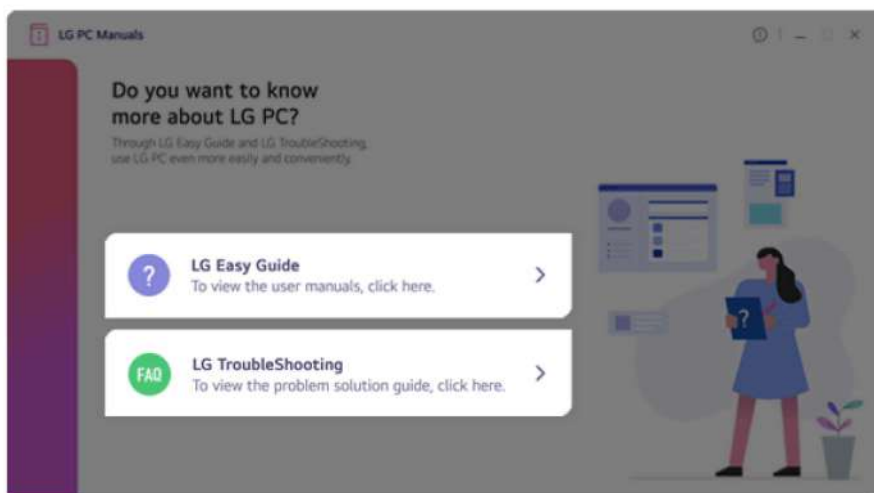 LG PC Manuals
Do you want to know
more about LG PC?
Through LG Easy Guide and LG TroubleShooting,
use LG PC even more easily and conveniently.
?
LG Easy Guide
To view the user manuals, click here.
?
FAQ
LG TroubleShooting
To view the problem solution guide, click here.